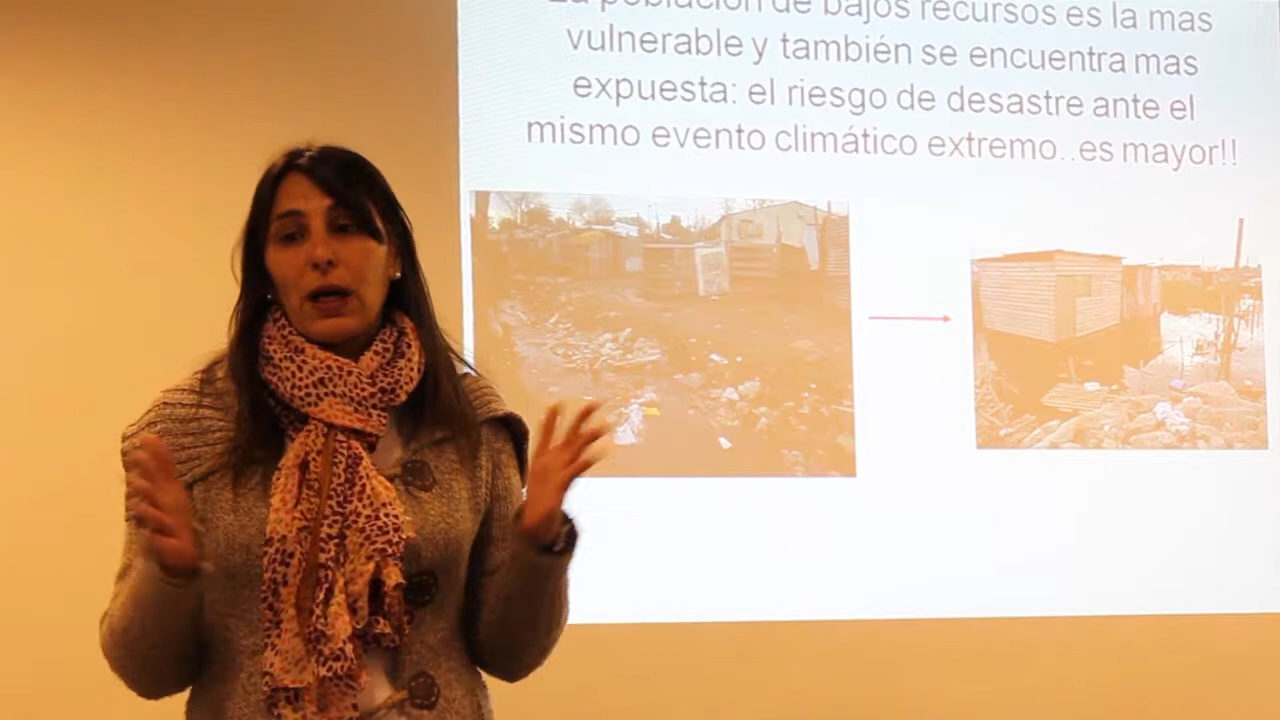 La población de bajos recursos es la mas
vulnerable y también se encuentra mas
expuesta: el riesgo de desastre ante el
mismo evento climático extremo..es mayor!!